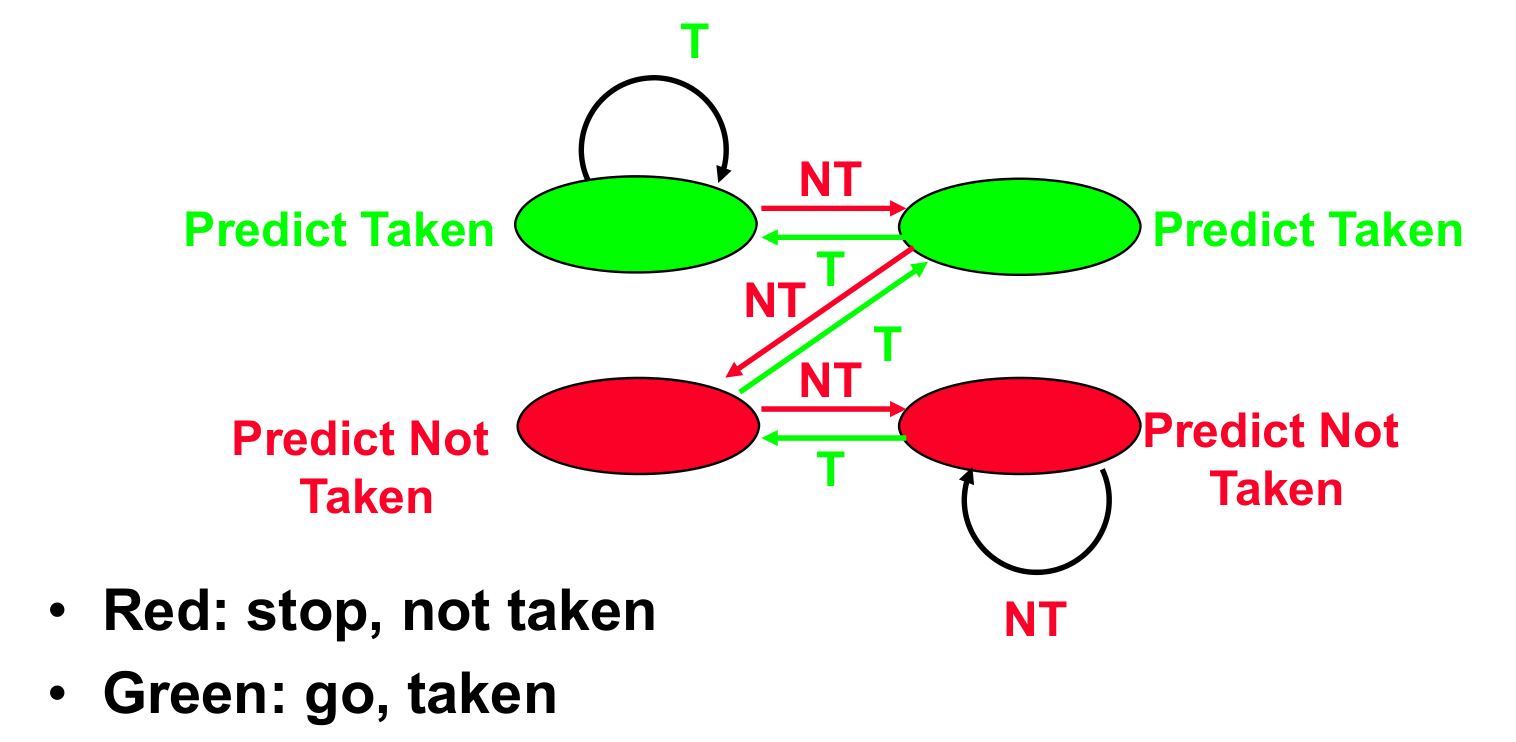 T
NT
Predict Taken
Predict Taken
T
NT
T
NT
Predict Not
Taken
Predict Not
Taken
T
• Red: stop, not taken
NT
• Green: go, taken